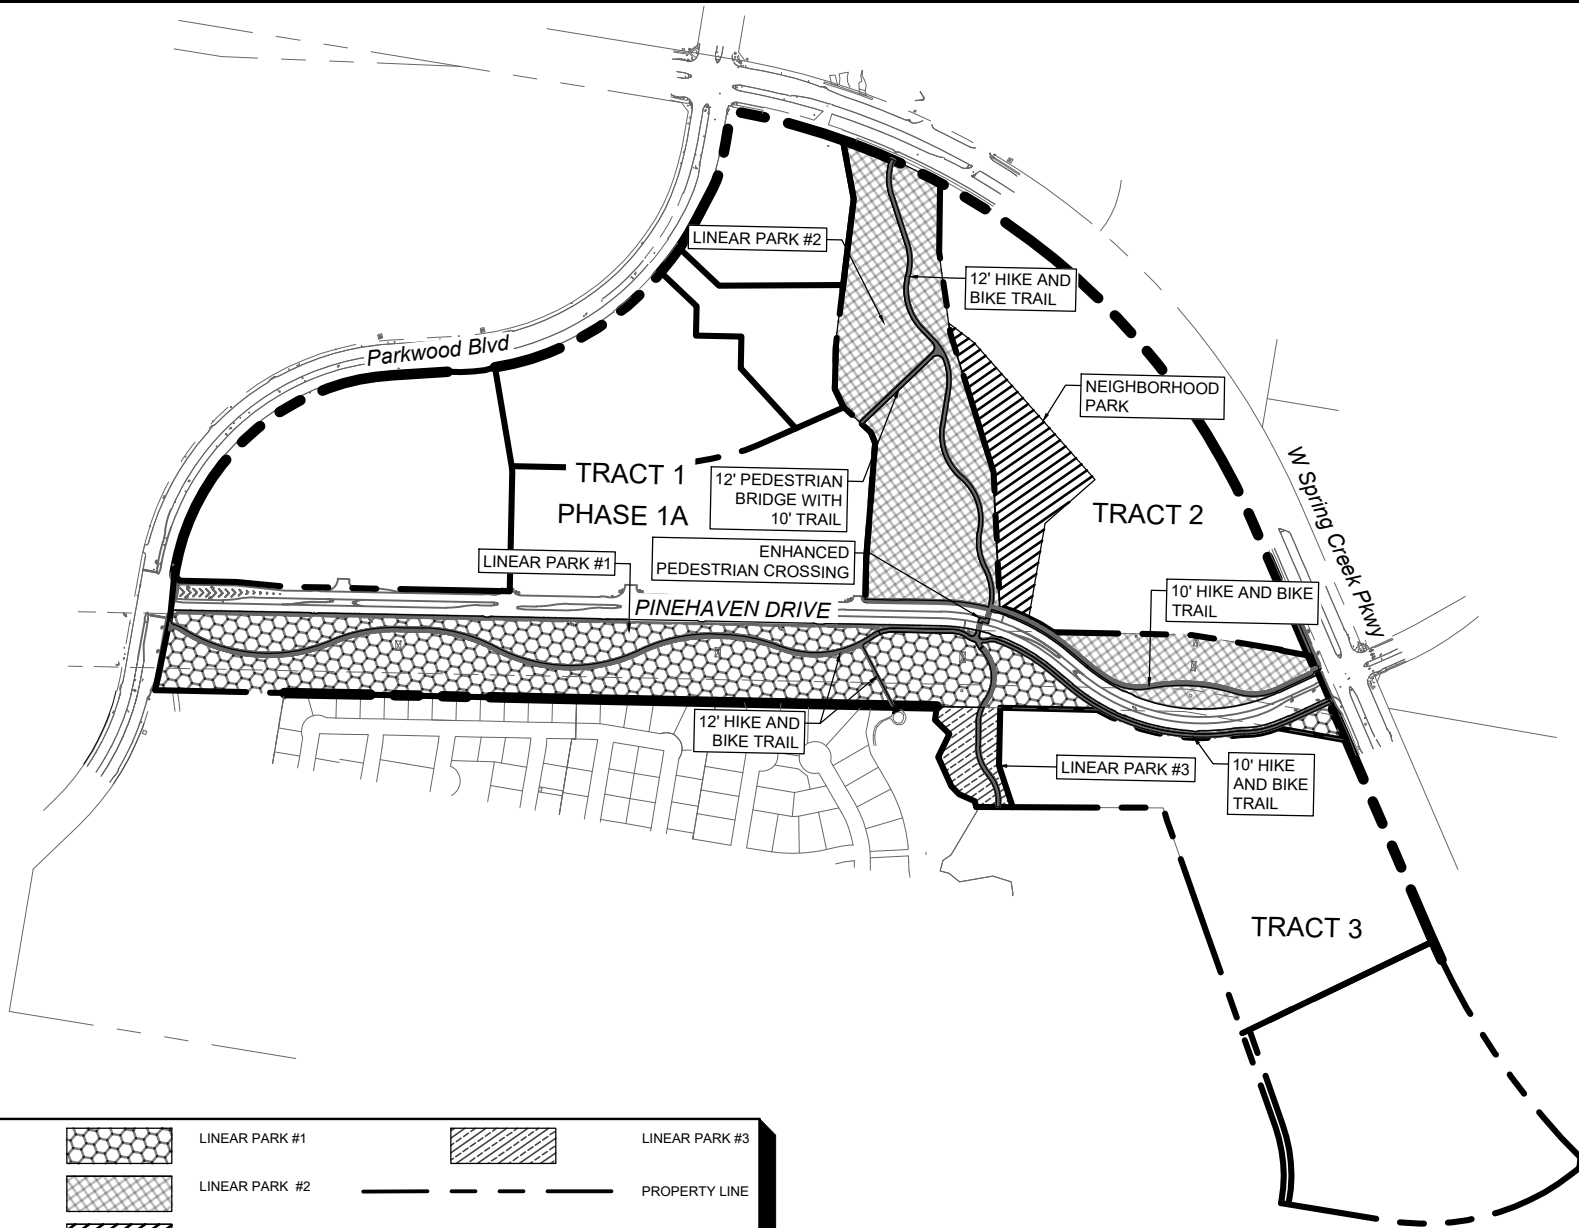 LINEAR PARK #2
12' HIKE AND
BIKE TRAIL
Parkwood Blvd
NEIGHBORHOOD
PARK
W Spring Creek Pkwy
TRACT 1
PHASE 1A
12' PEDESTRIAN
BRIDGE WITH
10' TRAIL
TRACT 2
ENHANCED
PEDESTRIAN CROSSING
LINEAR PARK #1
PINEHAVEN DRIVE
10' HIKE AND BIKE
TRAIL
12' HIKE AND
BIKE TRAIL
LINEAR PARK #3
10' HIKE
AND BIKE
TRAIL
TRACT 3
LINEAR PARK #1
LINEAR PARK #3
LINEAR PARK #2
PROPERTY LINE